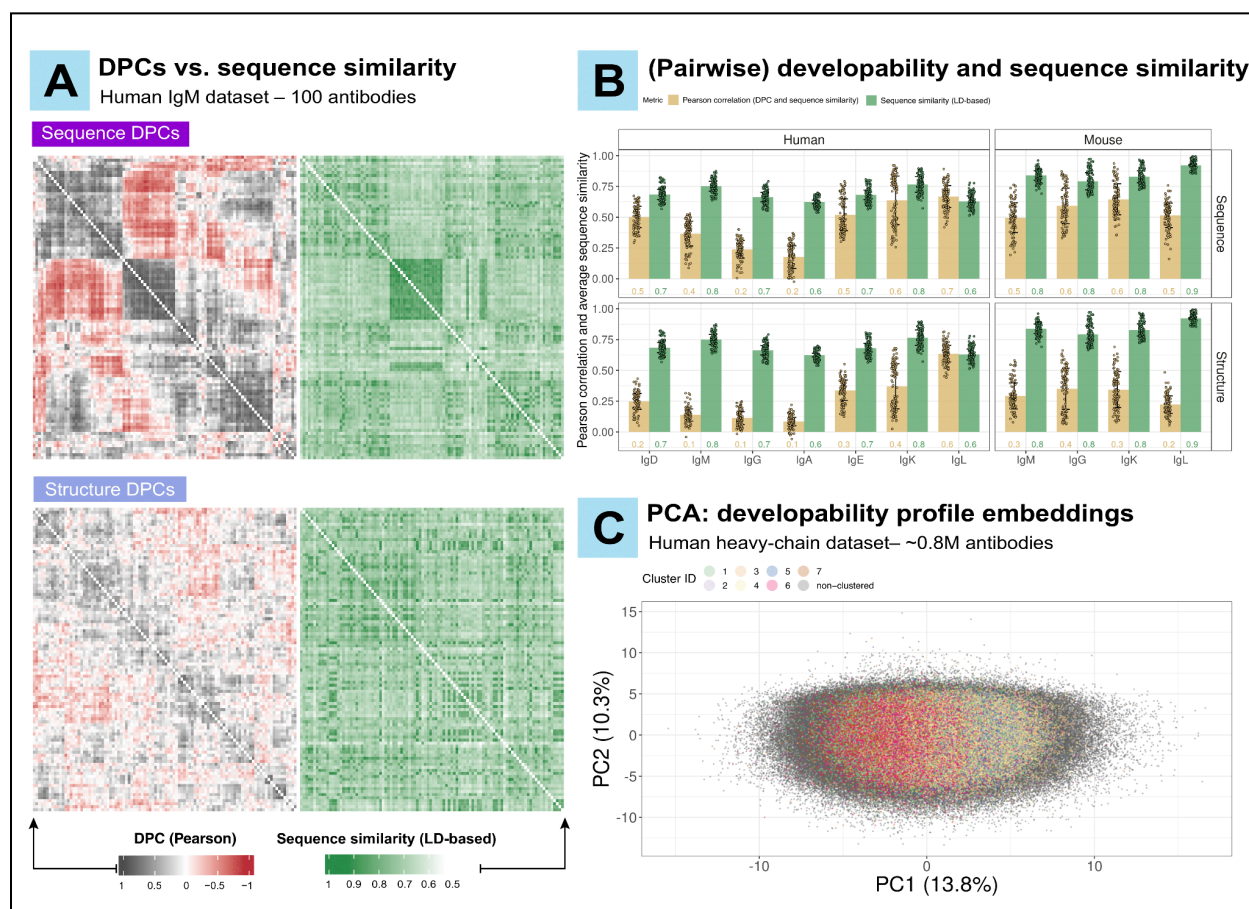 A
DPCs vs. sequence similarity
Human IgM dataset – 100 antibodies
Sequence DPCs
Structure DPCs
DPC (Pearson)
1 0.5 0 −0.5 −1
Sequence similarity (LD-based)
1 0.9 0.8 0.7 0.6 0.5
B
(Pairwise) developability and sequence similarity
Metric Pearson correlation (DPC and sequence similarity) Sequence similarity (LD-based)
Pearson correlation and average sequence similarity
Human Mouse
Sequence
1.00
0.75
0.50
0.25
0.00
0.5 0.7 0.4 0.8 0.2 0.7 0.2 0.6 0.5 0.7 0.6 0.8 0.7 0.6 0.5 0.8 0.6 0.8 0.6 0.8 0.5 0.9
Structure
1.00
0.75
0.50
0.25
0.00
0.2 0.7 0.1 0.8 0.1 0.7 0.1 0.6 0.3 0.7 0.4 0.8 0.6 0.6 0.3 0.8 0.4 0.8 0.3 0.8 0.2 0.9
IgD IgM IgG IgA IgE IgK IgL IgM IgG IgK IgL
C
PCA: developability profile embeddings
Human heavy-chain dataset– ~0.8M antibodies
Cluster ID
1 3 5 7
2 4 6 non−clustered
PC2 (10.3%)
15
10
5
0
-5
-10
-10 0 10
PC1 (13.8%)